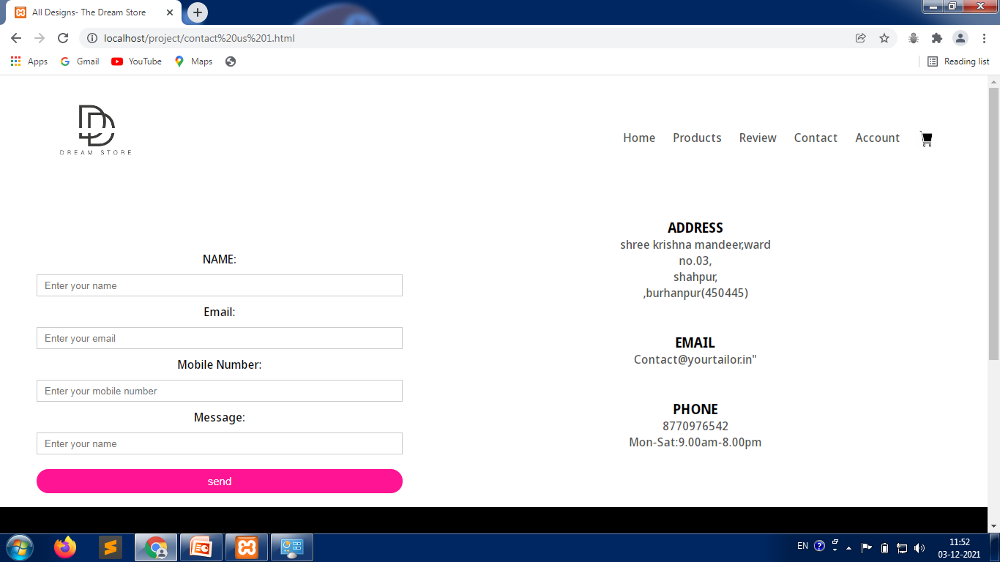 All Designs- The Dream Store
localhost/project/contact%20us%201.html
Apps Gmail YouTube Maps Reading list
DD
DREAM STORE
Home Products Review Contact Account
ADDRESS
shree krishna mandeer,ward
no.03,
shahpur,
,burhanpur(450445)
NAME:
Enter your name
Email:
Enter your email
Mobile Number:
Enter your mobile number
Message:
Enter your name
send
EMAIL
Contact@yourtailor.in"
PHONE
8770976542
Mon-Sat:9.00am-8.00pm
EN
11:52
03-12-2021